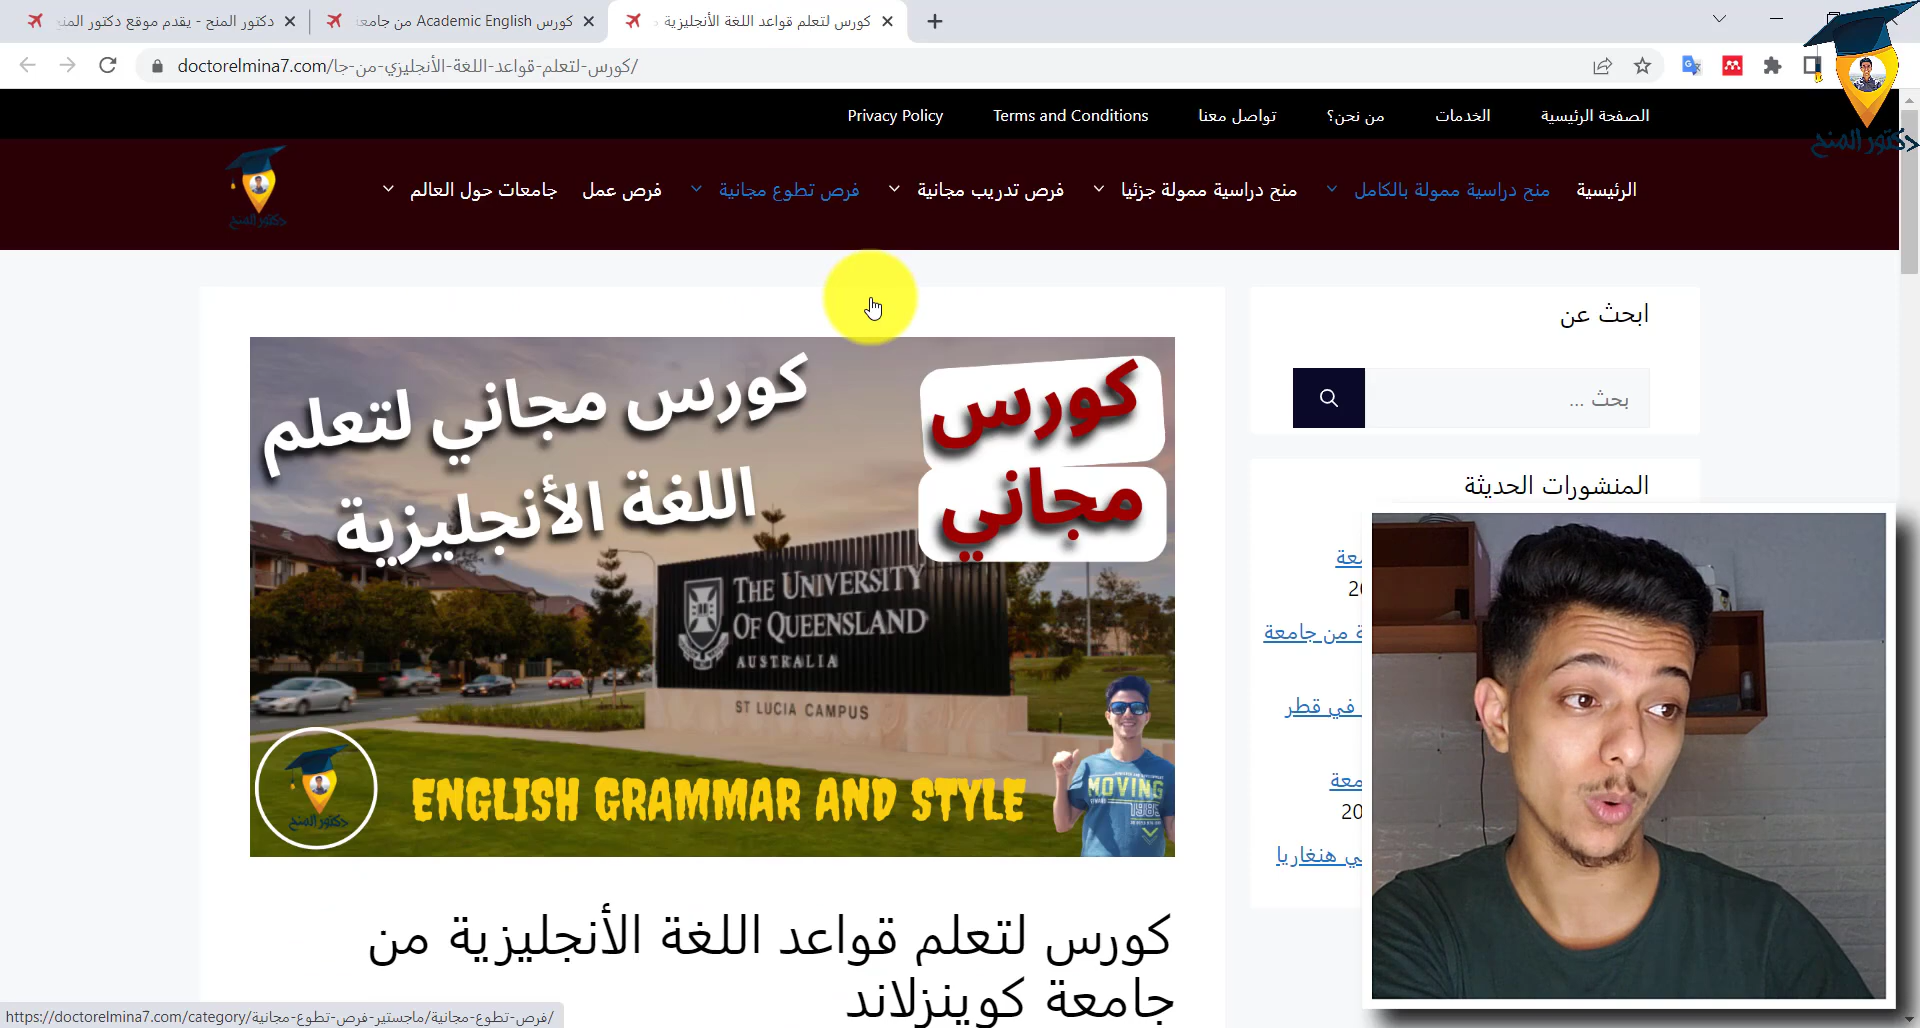 دكتور المنح - يقدم موقع دكتور المنح
كورس Academic English من جامعة
كورس لتعلم قواعد اللغة الأنجليزية
doctorelmina7.com/كورس-لتعلم-قواعد-اللغة-الأنجليزي-من-جا/
الصفحة الرئيسية
الخدمات
من نحن؟
تواصل معنا
Terms and Conditions
Privacy Policy
دكتور المنح
الرئيسية
منح دراسية ممولة بالكامل
منح دراسية ممولة جزئيا
فرص تدريب مجانية
فرص تطوع مجانية
فرص عمل
جامعات حول العالم
دكتور المنح
ابحث عن
بحث ...
المنشورات الحديثة
كورس
مجاني
كورس مجاني لتعلم
اللغة الأنجليزية
THE UNIVERSITY
OF QUEENSLAND
AUSTRALIA
ST LUCIA CAMPUS
MOVING
دكتور المنح
ENGLISH GRAMMAR AND STYLE
ة من جامعة
في قطر
ي هنغاريا
كورس لتعلم قواعد اللغة الأنجليزية من
جامعة كوينزلاند
https://doctorelmina7.com/category/فرص-تطوع-مجانية/ماجستير-فرص-تطوع-مجانية/